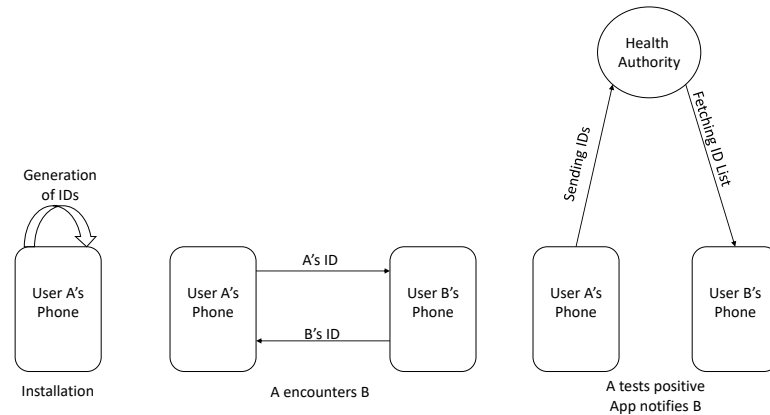 Generation
of IDs
User A's
Phone
Installation
User A's
Phone
A's ID
B's ID
User B's
Phone
A encounters B
Health
Authority
Sending IDs
Fetching ID List
User A's
Phone
User B's
Phone
A tests positive
App notifies B